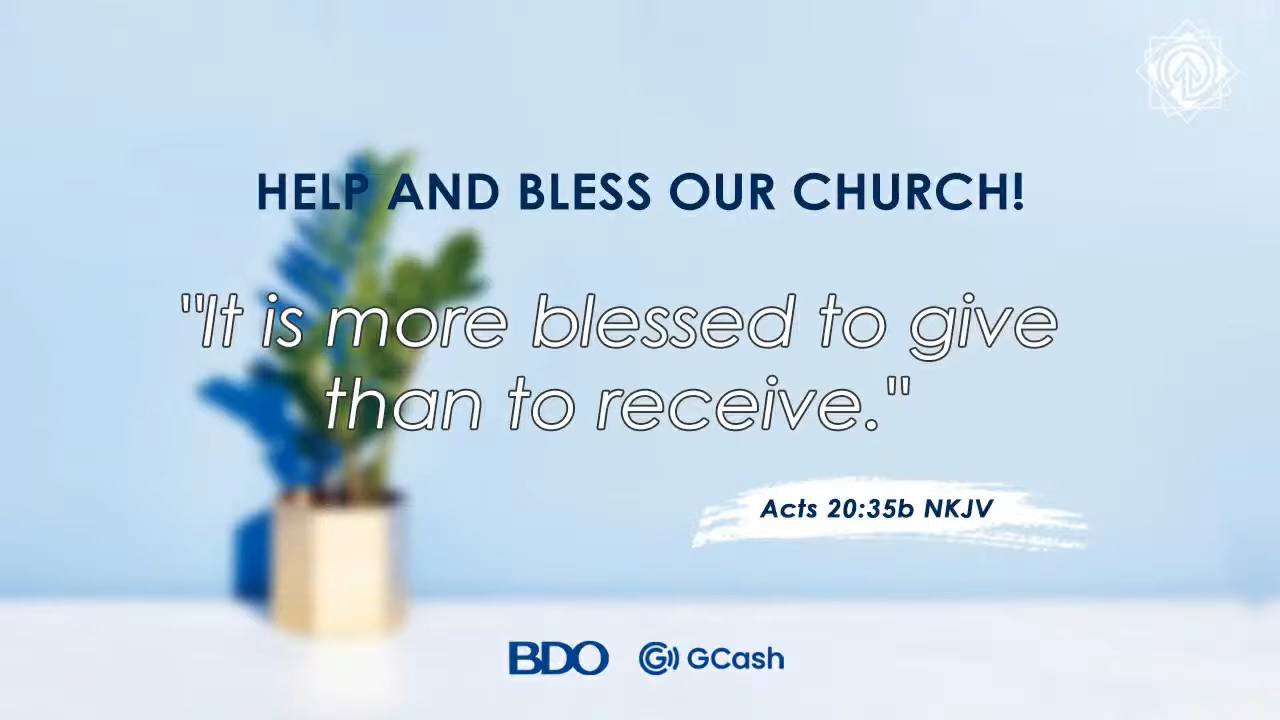 HELP AND BLESS OUR CHURCH!
"It is more blessed to give
than to receive."
Acts 20:35b NKJV
BDO GCash